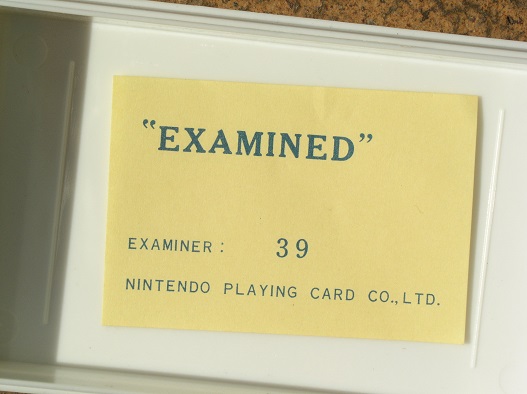 "EXAMINED"
EXAMINER: 39
NINTENDO PLAYING CARD CO., LTD.